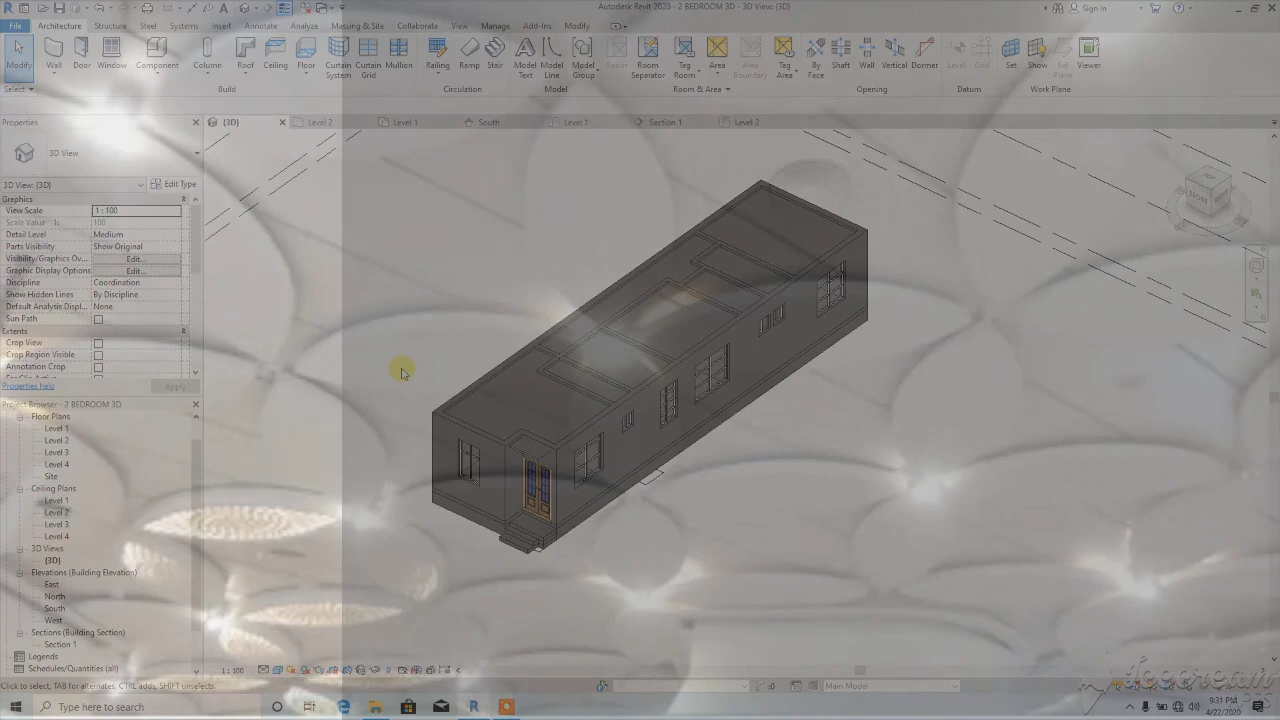 Autodesk Revit 2020 - 2 BEDROOM 3D - 3D View: {3D}
Sign In
File Architecture Structure Steel Systems Insert Annotate Analyze Massing & Site Collaborate View Manage Add-Ins Modify
Modify Wall Door Window Component Column Roof Ceiling Floor Curtain System Curtain Grid Mullion Railing Ramp Stair Model Text Model Line Model Group Room Room Separator Tag Room Area Area Boundary Tag Area By Face Shaft Wall Vertical Dormer Level Grid Set Show Ref Plane Viewer
Select Build Circulation Model Room & Area Opening Datum Work Plane
Properties
{3D} Level 2 Level 1 South Level 1 Section 1 Level 2
3D View
3D View: {3D} Edit Type
Graphics
View Scale 1 : 100
Scale Value 1: 100
Detail Level Medium
Parts Visibility Show Original
Visibility/Graphics Ov... Edit...
Graphic Display Options Edit...
Discipline Coordination
Show Hidden Lines By Discipline
Default Analysis Displ... None
Sun Path
Extents
Crop View
Crop Region Visible
Annotation Crop
Properties help Apply
Project Browser - 2 BEDROOM 3D
Floor Plans
Level 1
Level 2
Level 3
Level 4
Site
Ceiling Plans
Level 1
Level 2
Level 3
Level 4
3D Views
{3D}
Elevations (Building Elevation)
East
North
South
West
Sections (Building Section)
Section 1
Legends
Schedules/Quantities (all)
TOP
FRONT
RIGHT
1 : 100
Click to select, TAB for alternates, CTRL adds, SHIFT unselects.
:0 Main Model
Icecream
Type here to search
9:31 PM
4/22/2020